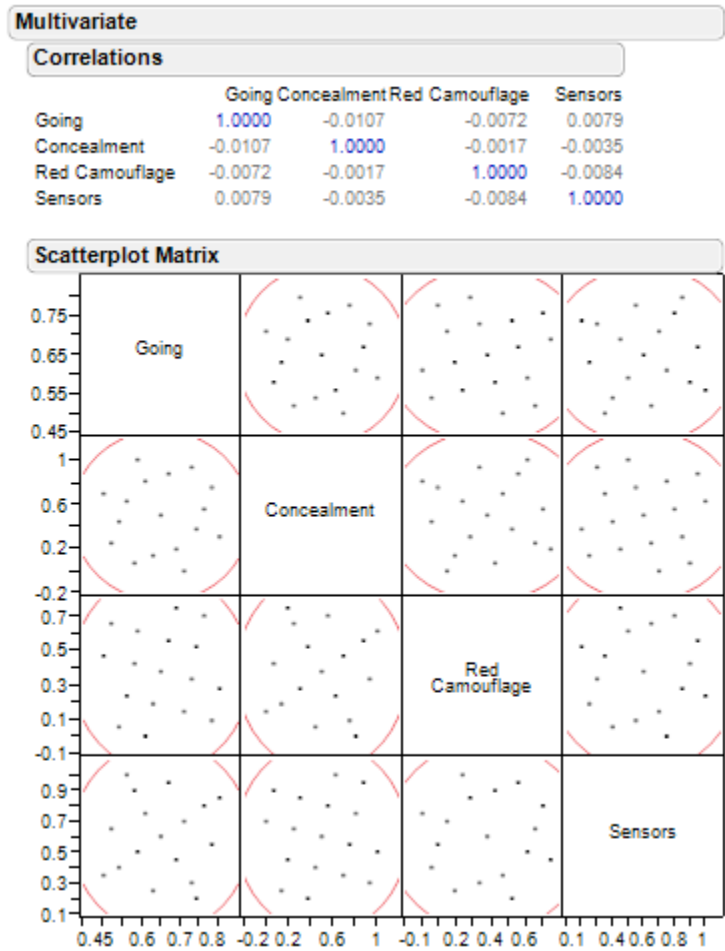 Multivariate
Correlations
Going Concealment Red Camouflage Sensors
Going 1.0000 -0.0107 -0.0072 0.0079
Concealment -0.0107 1.0000 -0.0017 -0.0035
Red Camouflage -0.0072 -0.0017 1.0000 -0.0084
Sensors 0.0079 -0.0035 -0.0084 1.0000
Scatterplot Matrix
0.75
0.65
0.55
0.45
Going
1
0.6
0.2
-0.2
Concealment
0.7
0.5
0.3
0.1
-0.1
Red
Camouflage
0.9
0.7
0.5
0.3
0.1
Sensors
0.45 0.6 0.7 0.8 -0.2 0.2 0.6 1 -0.1 0.2 0.4 0.6 0.1 0.4 0.6 0.8 1